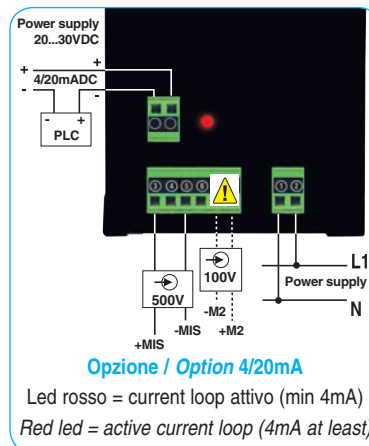 Power supply
20...30VDC
+
+
4/20mADC
-
-
- +
PLC
3 4 5 6
1 2
L1
100V
Power supply
500V
N
-M2
-MIS
+M2
+MIS
Opzione / Option 4/20mA
Led rosso = current loop attivo (min 4mA)
Red led = active current loop (4mA at least)